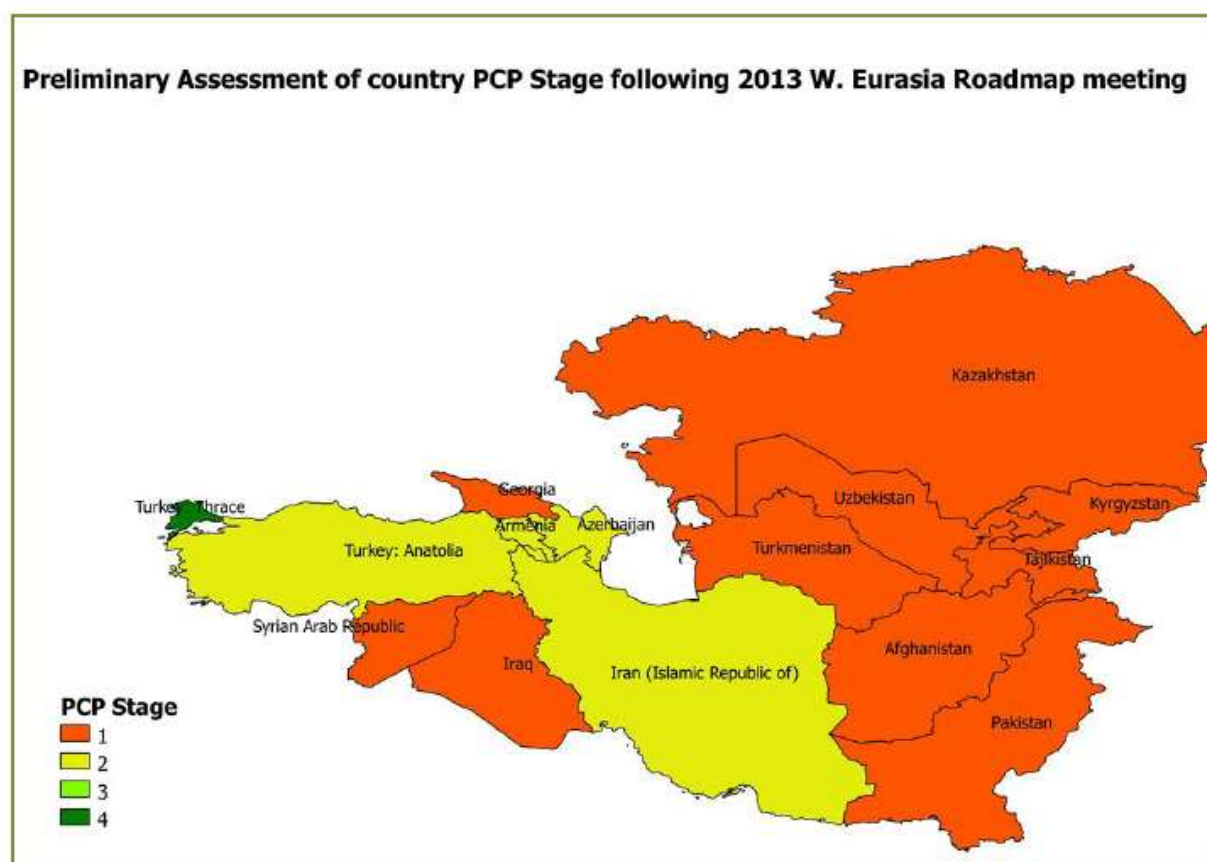 Preliminary Assessment of country PCP Stage following 2013 W. Eurasia Roadmap meeting
Kazakhstan
Georgia
Uzbekistan
Kyrgyzstan
Turkey: Thrace
Armenia
Azerbaijan
Turkey: Anatolia
Turkmenistan
Tajikistan
Syrian Arab Republic
Iraq
Iran (Islamic Republic of)
Afghanistan
Pakistan
PCP Stage
1
2
3
4